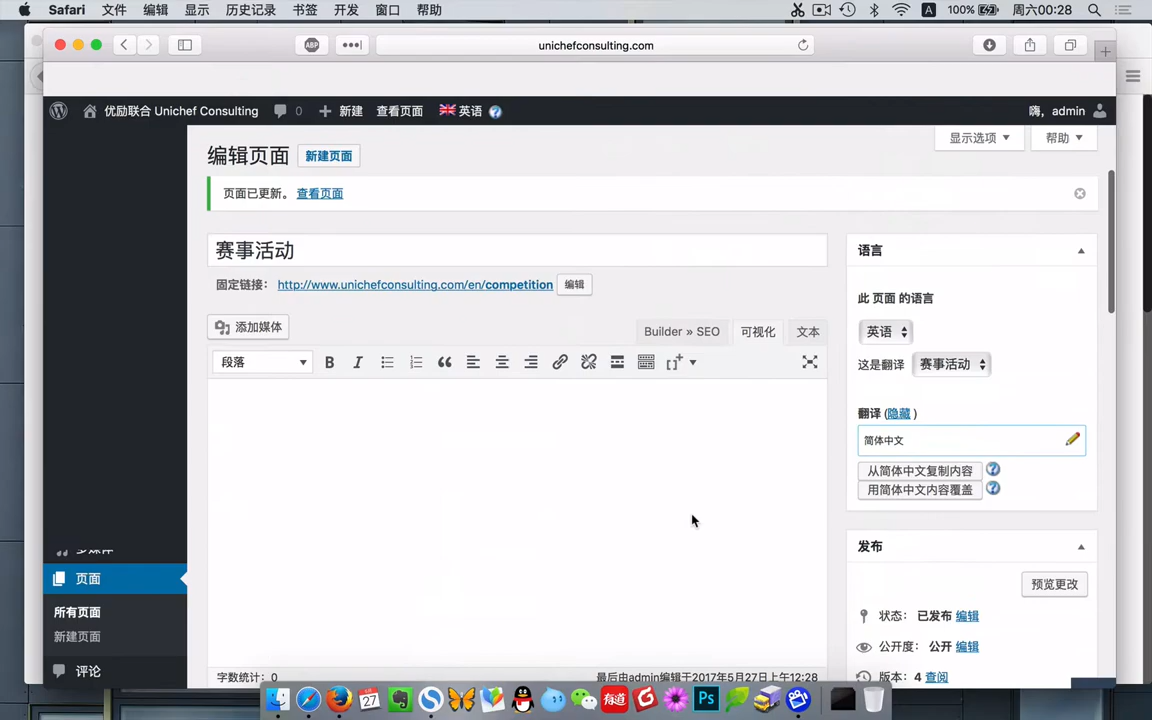 Safari 文件 编辑 显示 历史记录 书签 开发 窗口 帮助 A 100% 周六00:28
ABP unichefconsulting.com
优励联合 Unichef Consulting 0 新建 查看页面 英语 嗨，admin
显示选项 帮助
编辑页面 新建页面
页面已更新。 查看页面
赛事活动
固定链接： http://www.unichefconsulting.com/en/competition 编辑
添加媒体 Builder » SEO 可视化 文本
段落 B I
语言
此 页面 的语言
英语
这是翻译 赛事活动
翻译 (隐藏 )
简体中文
从简体中文复制内容
用简体中文内容覆盖
发布
预览更改
状态： 已发布 编辑
公开度： 公开 编辑
版本： 4 查阅
多媒体
页面
所有页面
新建页面
评论
字数统计：0 最后由admin编辑于2017年5月27日上午12:28
27 有道 Ps